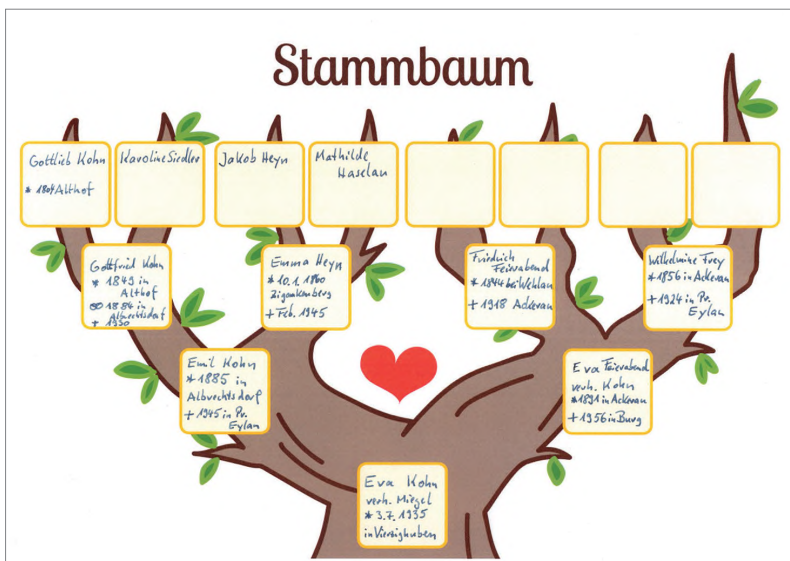 Stammbaum
Gottlieb Kohn
* 1804 Althof
Karoline Siedler
Jakob Heyn
Mathilde
Haselau
Gottfried Kohn
* 1849 in
Althof
∞ 1884 in
Albrechtsdorf
+ 1930
Emma Heyn
* 10.1.1860
Zigankenberg
+ Feb. 1945
Friedrich
Feierabend
* 1844 bei Wehlau
+ 1918 Ackerau
Wilhelmine Frey
* 1856 in Ackerau
+ 1924 in Pr.
Eylau
Emil Kohn
* 1885 in
Albrechtsdorf
+ 1945 in Pr.
Eylau
Eva Feierabend
verh. Kohn
* 1891 in Ackerau
+ 1956 in Burg
Eva Kohn
verh. Miegel
* 3.7.1935
in Vierzighuben